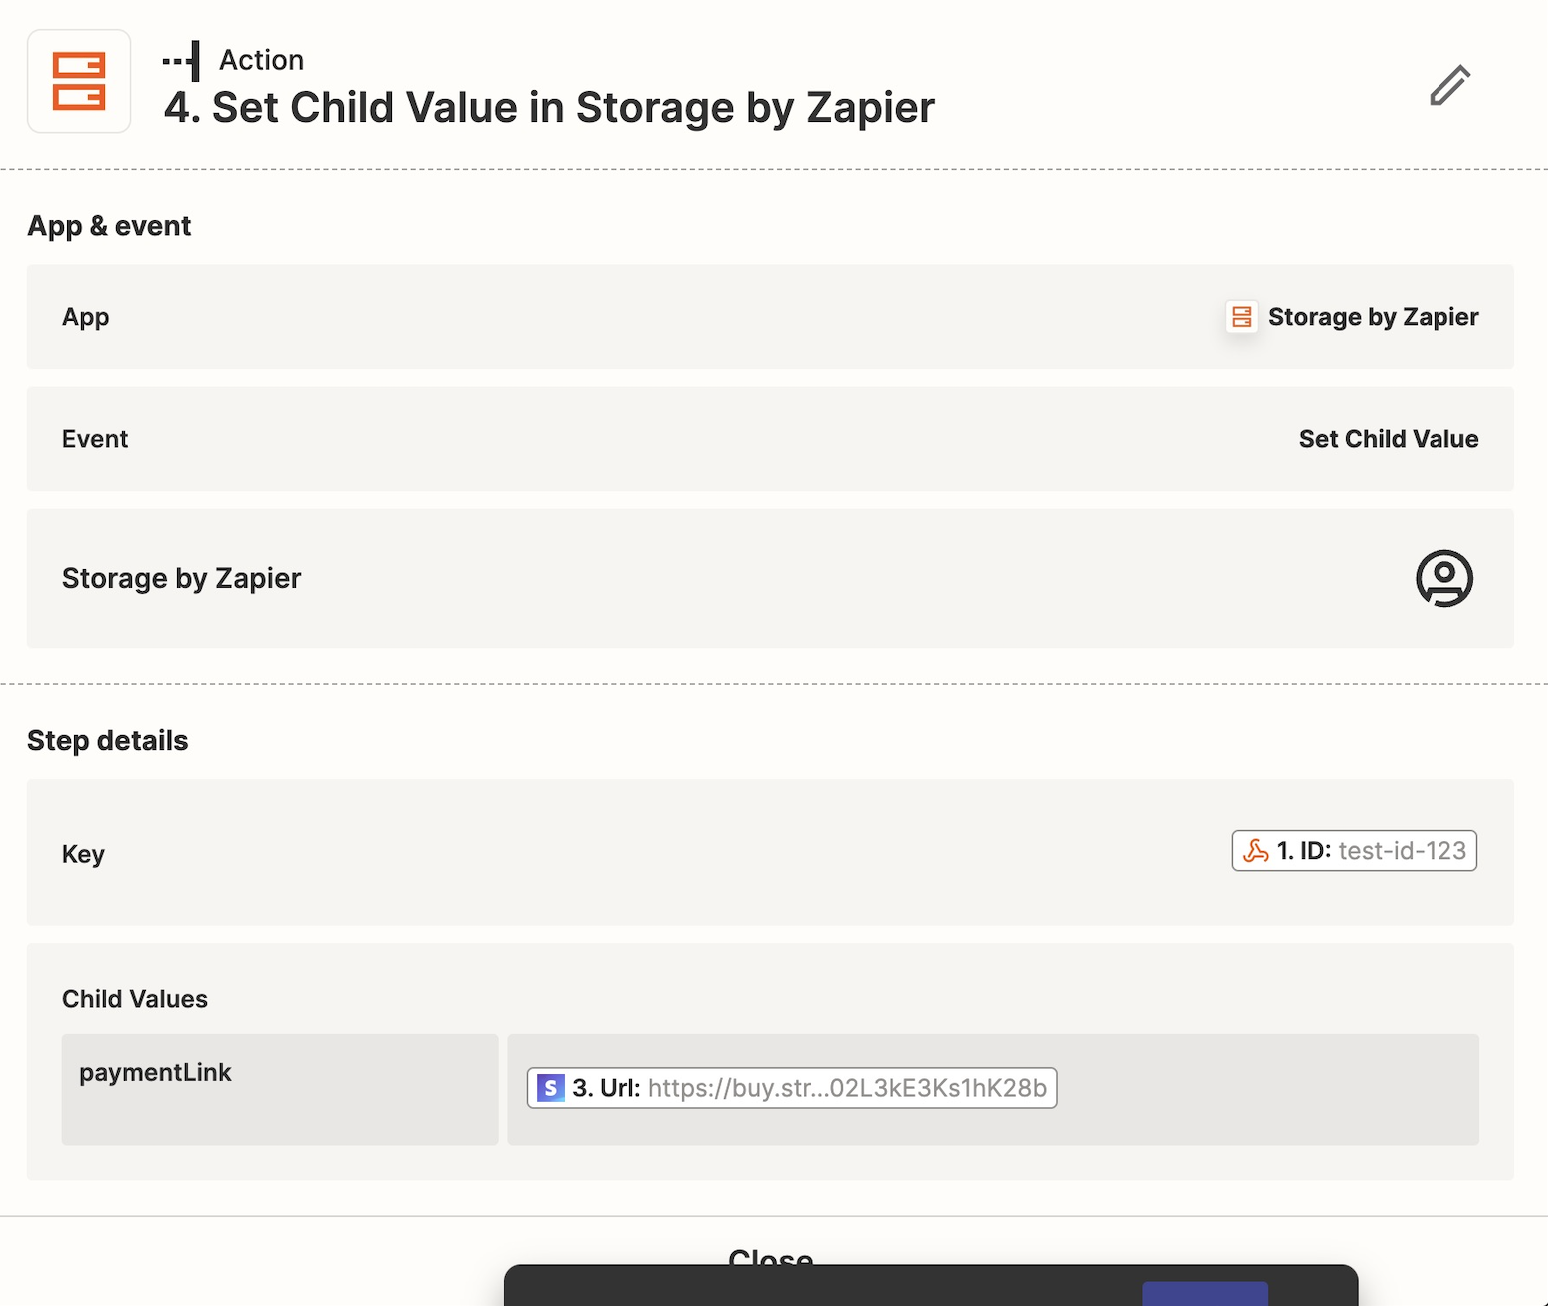 Action
4. Set Child Value in Storage by Zapier
App & event
App
Storage by Zapier
Event
Set Child Value
Storage by Zapier
Step details
Key
1. ID: test-id-123
Child Values
paymentLink
S 3. Url: https://buy.str...02L3kE3Ks1hK28b
Close